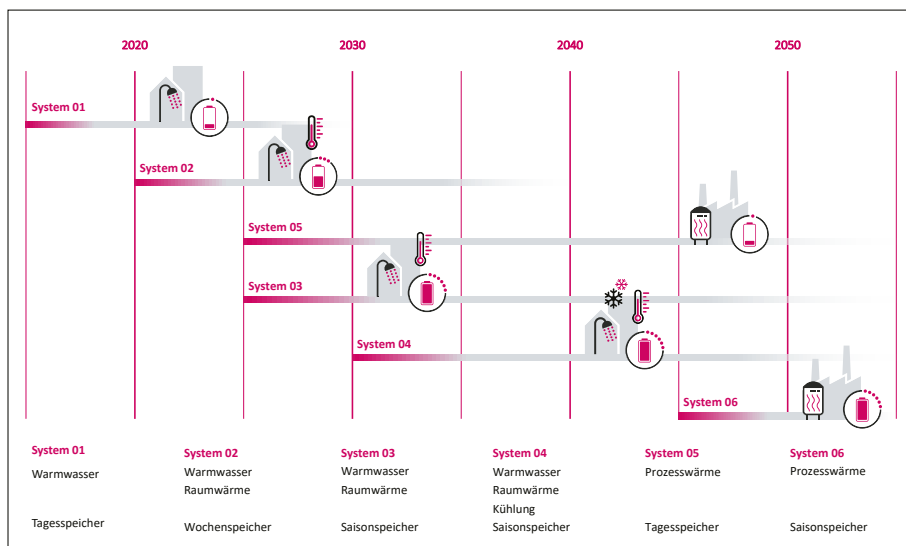 2020 2030 2040 2050
System 01
System 02
System 05
System 03
System 04
System 06
System 01
Warmwasser
Tagesspeicher
System 02
Warmwasser
Raumwärme
Wochenspeicher
System 03
Warmwasser
Raumwärme
Saisonspeicher
System 04
Warmwasser
Raumwärme
Kühlung
Saisonspeicher
System 05
Prozesswärme
Tagesspeicher
System 06
Prozesswärme
Saisonspeicher